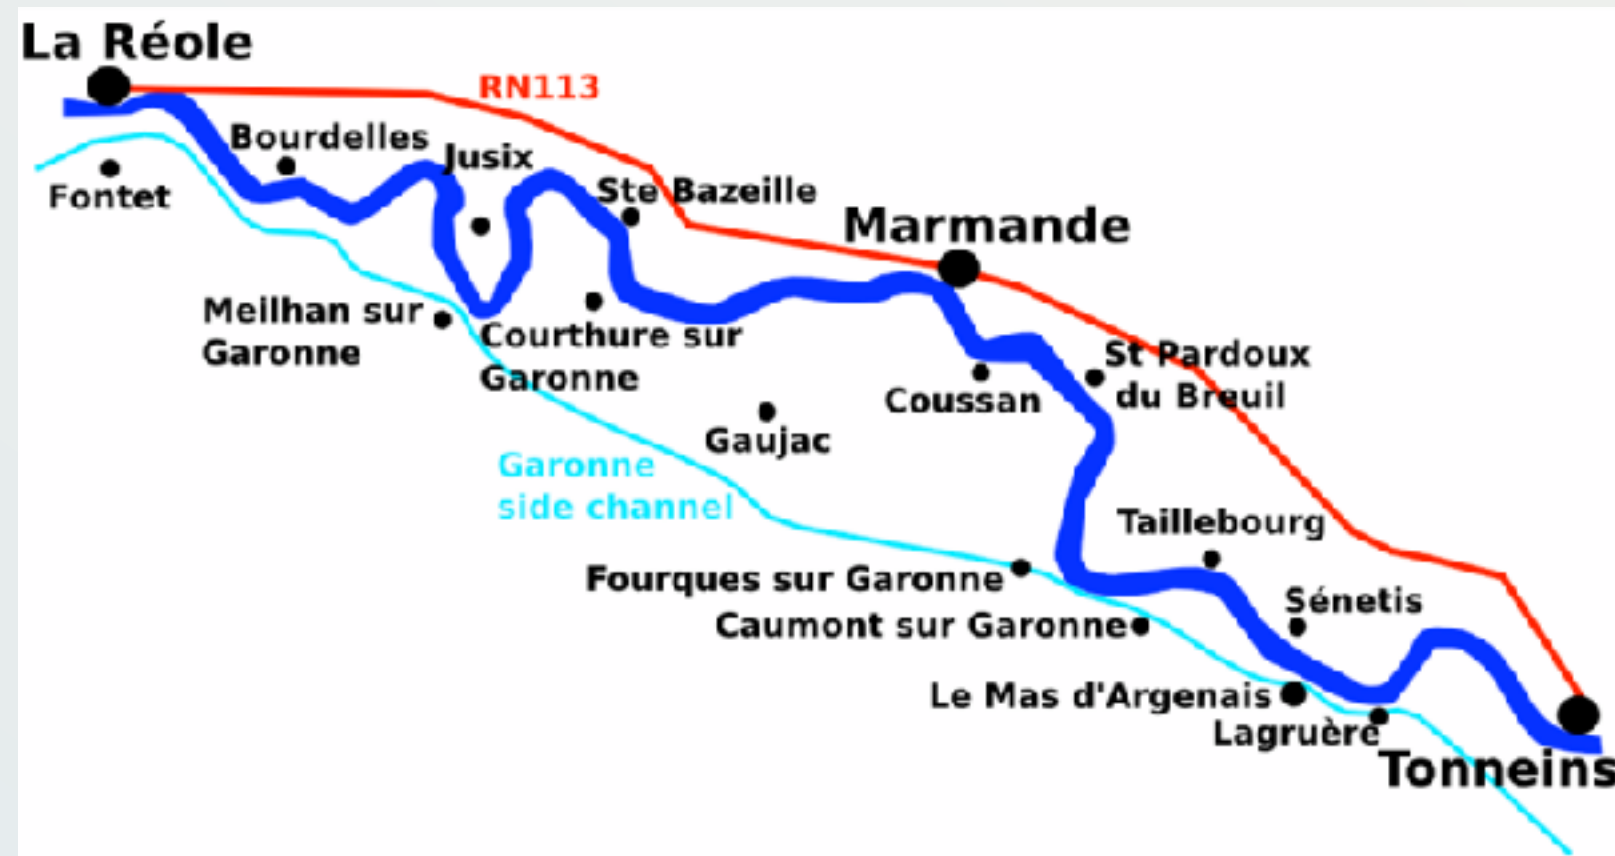 La Réole
RN113
Bourdelles
Jusix
Fontet
Ste Bazeille
Marmande
Meilhan sur
Garonne
Courthure sur
Garonne
St Pardoux
du Breuil
Coussan
Gaujac
Garonne
side channel
Taillebourg
Fourques sur Garonne
Sénetis
Caumont sur Garonne
Le Mas d'Argenais
Lagruère
Tonneins